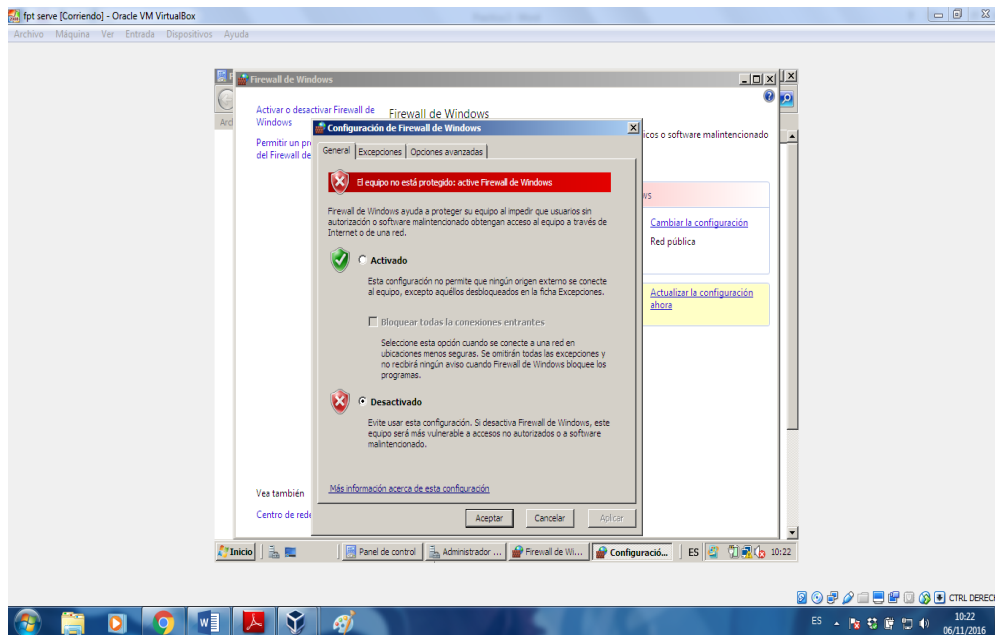 fpt serve [Corriendo] - Oracle VM VirtualBox
Archivo Máquina Ver Entrada Dispositivos Ayuda
Firewall de Windows
Activar o desactivar Firewall de
Windows
Firewall de Windows
Permitir un
del Firewall de
icos o software malintencionado
Configuración de Firewall de Windows
General Excepciones Opciones avanzadas
El equipo no está protegido: active Firewall de Windows
Firewall de Windows ayuda a proteger su equipo al impedir que usuarios sin
autorización o software malintencionado obtengan acceso al equipo a través de
Internet o de una red.
Activado
Esta configuración no permite que ningún origen externo se conecte
al equipo, excepto aquéllos desbloqueados en la ficha Excepciones.
Bloquear todas la conexiones entrantes
Seleccione esta opción cuando se conecte a una red en
ubicaciones menos seguras. Se omitirán todas las excepciones y
no recibirá ningún aviso cuando Firewall de Windows bloquee los
programas.
Desactivado
Evite usar esta configuración. Si desactiva Firewall de Windows, este
equipo será más vulnerable a accesos no autorizados o a software
malintencionado.
Más información acerca de esta configuración
Aceptar Cancelar Aplicar
ws
Cambiar la configuración
Red pública
Actualizar la configuración
ahora
Vea también
Centro de rede
Inicio Panel de control Administrador ... Firewall de Wi... Configuració... ES 10:22
CTRL DERECH
ES 10:22
06/11/2016